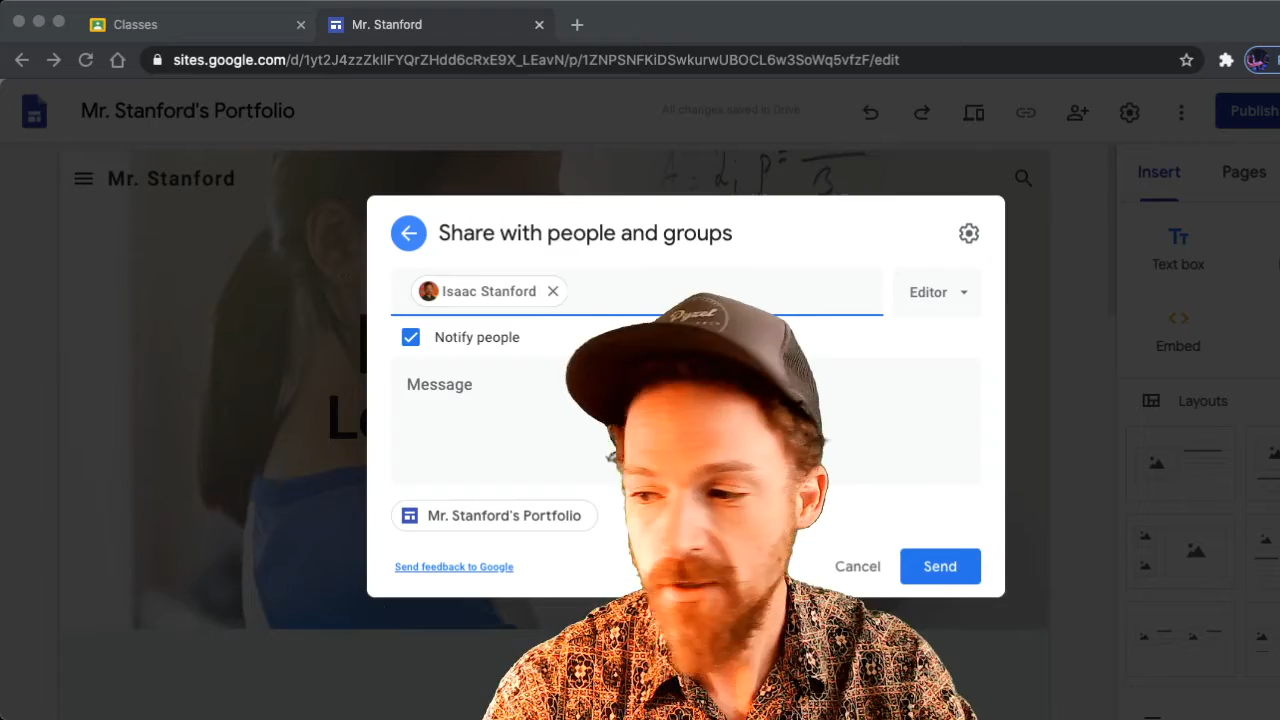 Classes
Mr. Stanford
sites.google.com/d/1yt2J4zzZkIlFYQrZHdd6cRxE9X_LEavN/p/1ZNPSNFKiDSwkurwUBOCL6w3SoWq5vfzF/edit
Mr. Stanford's Portfolio
All changes saved in Drive
Publish
Mr. Stanford
Insert
Pages
Share with people and groups
Isaac Stanford
Editor
Notify people
Message
Mr. Stanford's Portfolio
Send feedback to Google
Cancel
Send
Tт
Text box
Embed
Layouts
Pyzel